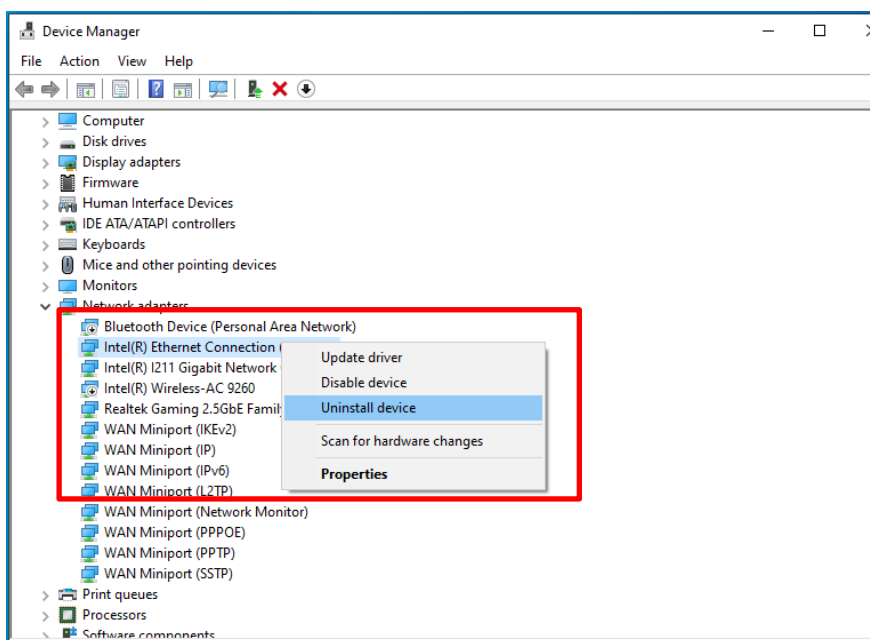 Device Manager
File Action View Help
Computer
Disk drives
Display adapters
Firmware
Human Interface Devices
IDE ATA/ATAPI controllers
Keyboards
Mice and other pointing devices
Monitors
Network adapters
Bluetooth Device (Personal Area Network)
Intel(R) Ethernet Connection (
Intel(R) I211 Gigabit Network
Intel(R) Wireless-AC 9260
Realtek Gaming 2.5GbE Famil
WAN Miniport (IKEv2)
WAN Miniport (IP)
WAN Miniport (IPv6)
WAN Miniport (L2TP)
WAN Miniport (Network Monitor)
WAN Miniport (PPPOE)
WAN Miniport (PPTP)
WAN Miniport (SSTP)
Print queues
Processors
Software components
Update driver
Disable device
Uninstall device
Scan for hardware changes
Properties